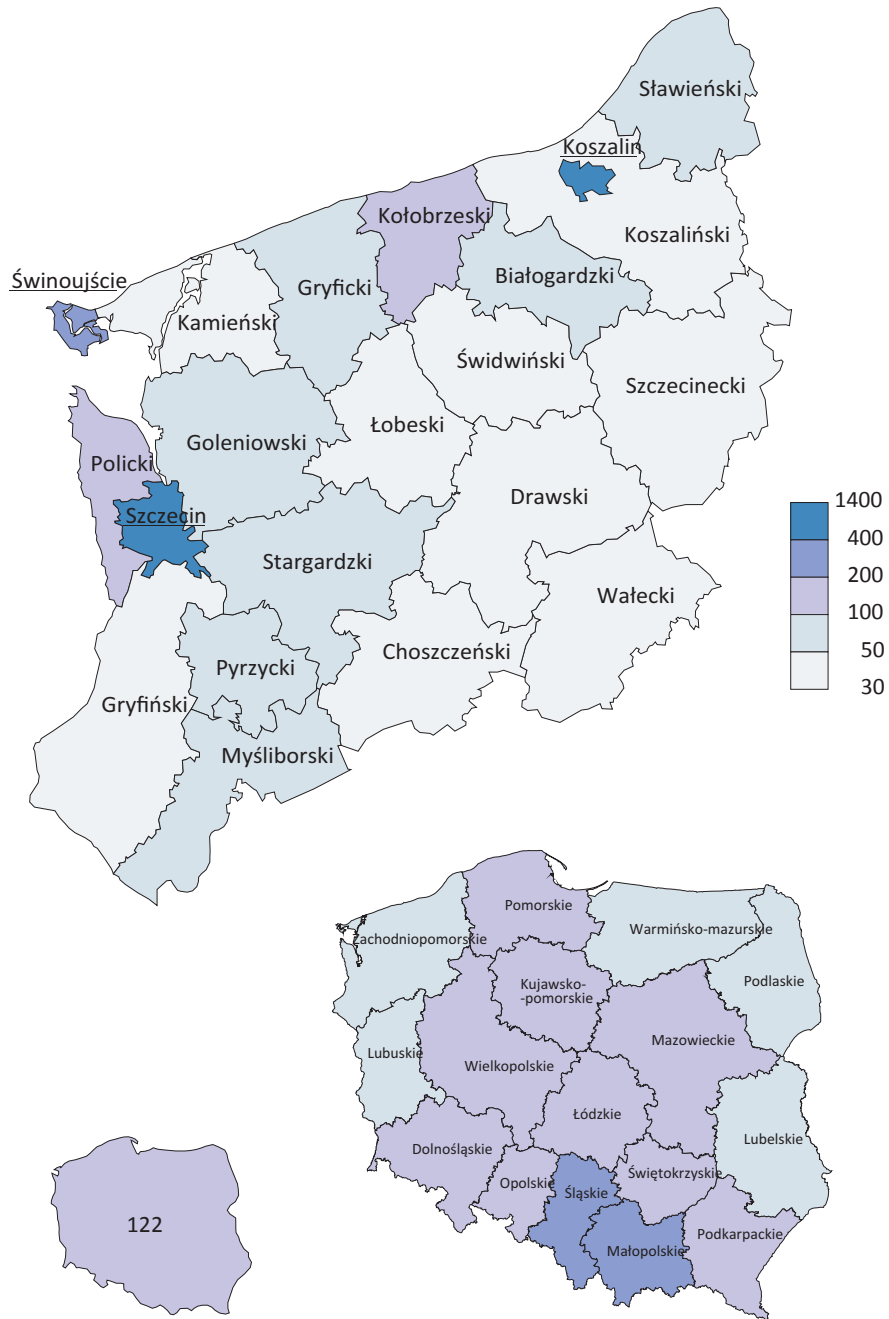 Sławieński
Koszalin
Kołobrzeski
Koszaliński
Białogardzki
Świnoujście
Gryficki
Kamieński
Świdwiński
Szczecinecki
Łobeski
Goleniowski
Policki
Drawski
Szczecin
Stargardzki
Wałecki
Choszczeński
Pyrzycki
Gryfiński
Myśliborski
1400
400
200
100
50
30
Pomorskie
Zachodniopomorskie
Warmińsko-mazurskie
Kujawsko-
-pomorskie
Podlaskie
Mazowieckie
Lubuskie
Wielkopolskie
Łódzkie
Lubelskie
Dolnośląskie
Opolskie
Śląskie
Świętokrzyskie
Małopolskie
Podkarpackie
122